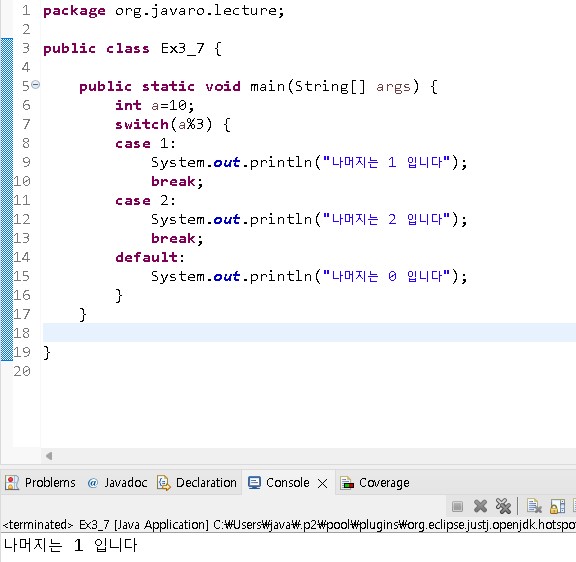 1 package org.javaro.lecture;
2
3 public class Ex3_7 {
4
5     public static void main(String[] args) {
6         int a=10;
7         switch(a%3) {
8         case 1:
9             System.out.println("나머지는 1 입니다");
10             break;
11         case 2:
12             System.out.println("나머지는 2 입니다");
13             break;
14         default:
15             System.out.println("나머지는 0 입니다");
16         }
17     }
18
19 }
20
Problems @ Javadoc Declaration Console Coverage
<terminated> Ex3_7 [Java Application] C:₩Users₩java₩.p2₩pool₩plugins₩org.eclipse.justj.openjdk.hotspo
나머지는 1 입니다